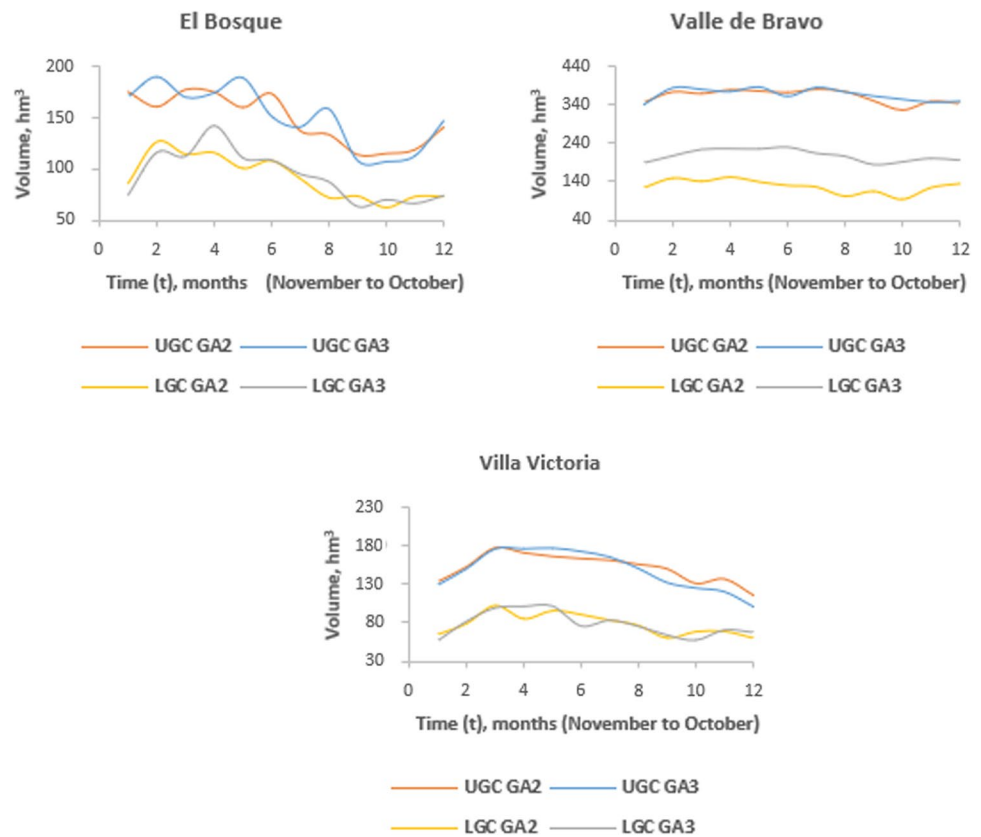 El Bosque
200
150
100
50
Volume, hm³
0 2 4 6 8 10 12
Time (t), months (November to October)
UGC GA2 UGC GA3
LGC GA2 LGC GA3
Valle de Bravo
440
340
240
140
40
Volume, hm³
0 2 4 6 8 10 12
Time (t), months (November to October)
UGC GA2 UGC GA3
LGC GA2 LGC GA3
Villa Victoria
230
180
130
80
30
Volume, hm³
0 2 4 6 8 10 12
Time (t), months (November to October)
UGC GA2 UGC GA3
LGC GA2 LGC GA3